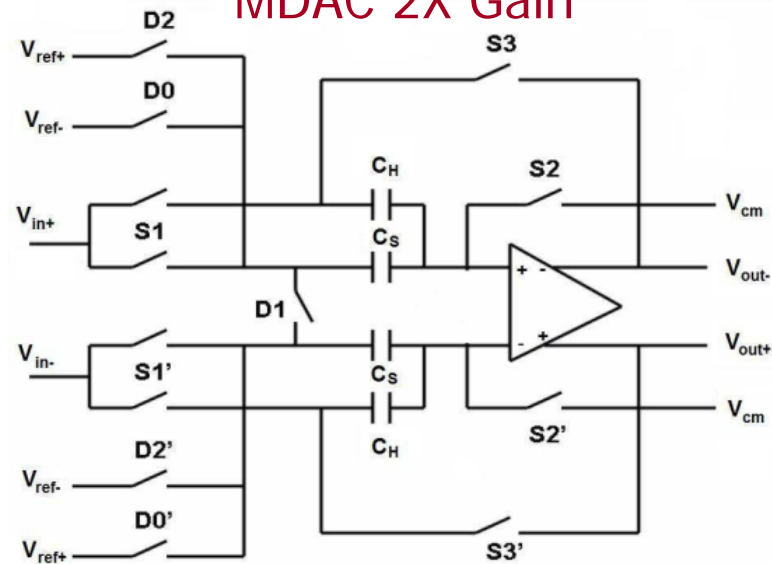 MDAC 2X Gain
D2
S3
Vref+
D0
Vref-
CH
S2
Vin+
Vcm
S1
CS
+ -
Vout-
D1
- +
Vout+
Vin-
S1'
CS
Vcm
S2'
CH
D2'
Vref-
D0'
Vref+
S3'